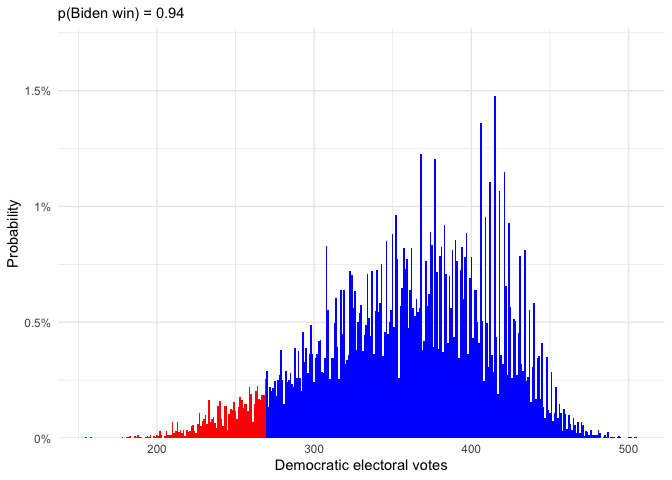 p(Biden win) = 0.94
1.5%
1%
0.5%
0%
Probability
200 300 400 500
Democratic electoral votes